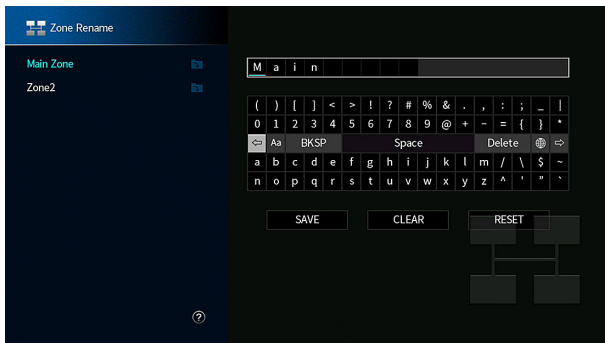 Zone Rename
Main Zone
Zone2
Main
( ) [ ] < > ! ? # % & . , : ; _ |
0 1 2 3 4 5 6 7 8 9 @ + - = { } *
⇦ Aa BKSP Space Delete ⇨
a b c d e f g h i j k l m / \ $ ~
n o p q r s t u v w x y z ^ ' " `
SAVE CLEAR RESET
?